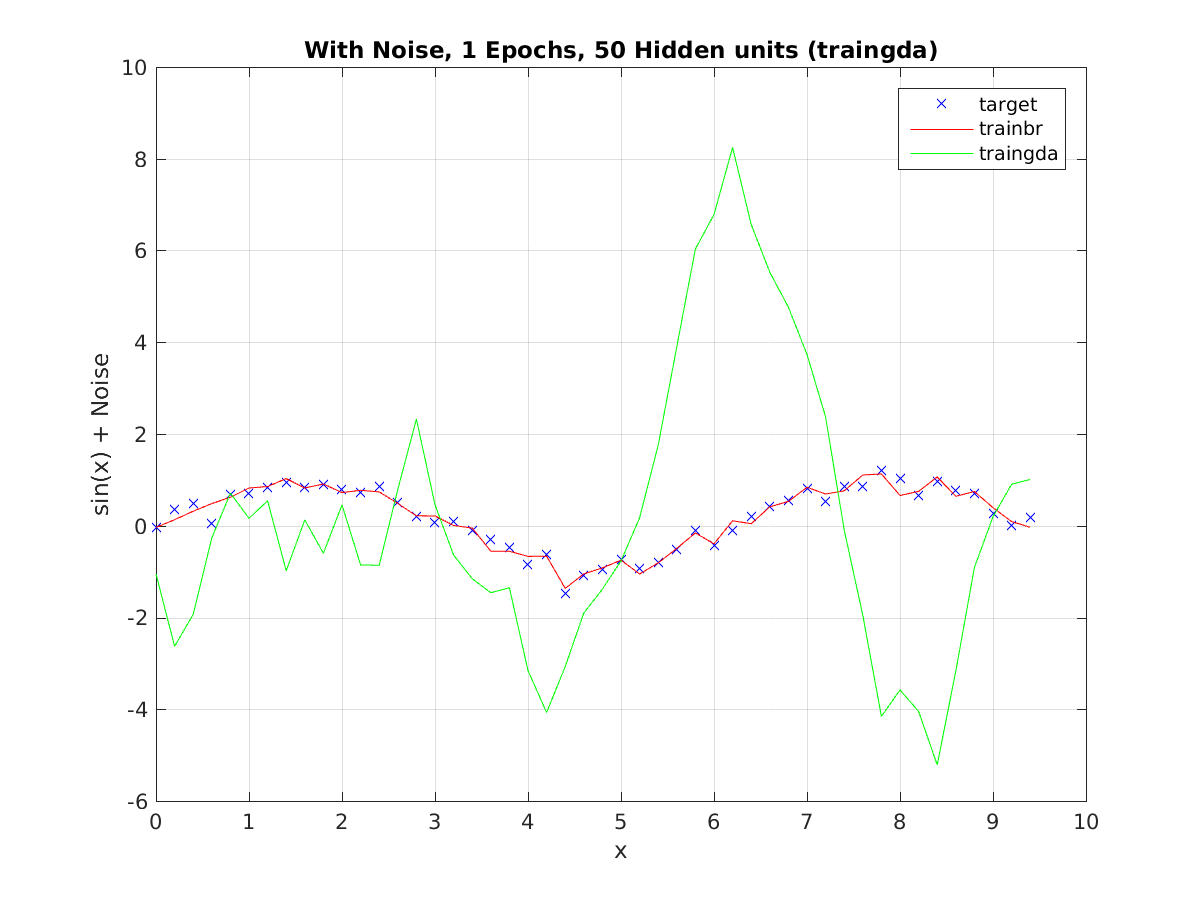 With Noise, 1 Epochs, 50 Hidden units (traingda)
target
trainbr
traingda
10
8
6
4
2
0
-2
-4
-6
sin(x) + Noise
0 1 2 3 4 5 6 7 8 9 10
x